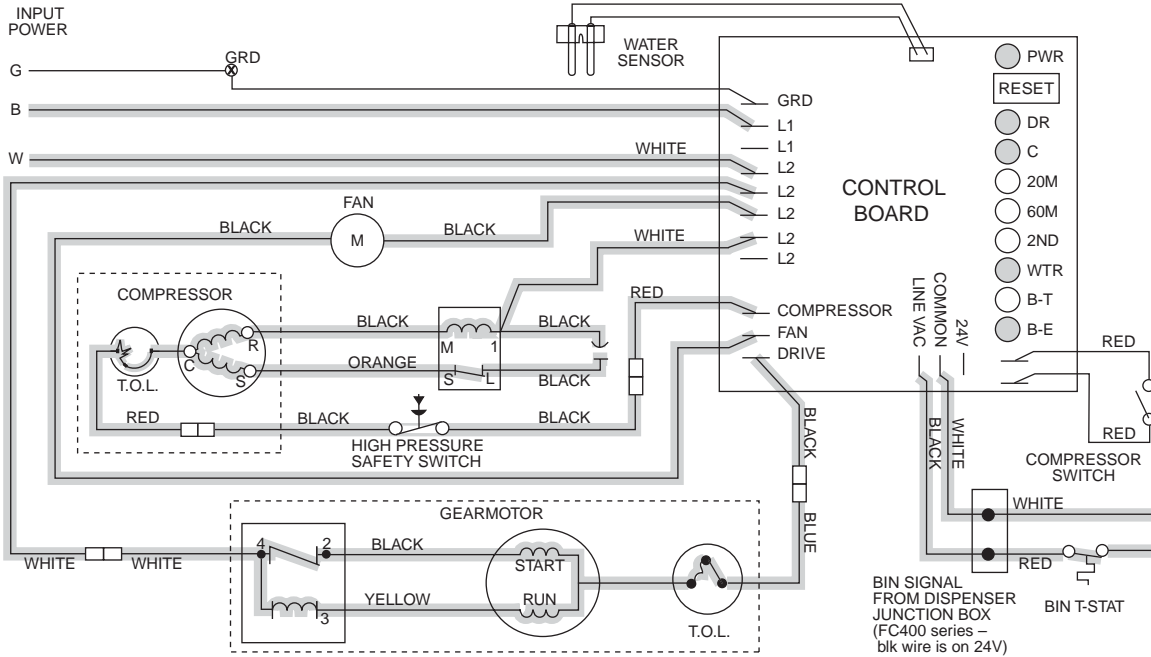 INPUT
POWER
G
GRD
B
W
WATER
SENSOR
GRD
L1
L1
L2
L2
L2
L2
L2
WHITE
WHITE
CONTROL
BOARD
PWR
RESET
DR
C
20M
60M
2ND
WTR
B-T
B-E
FAN
M
BLACK
BLACK
COMPRESSOR
T.O.L.
C
R
S
BLACK
ORANGE
M
1
S
L
BLACK
BLACK
RED
COMPRESSOR
FAN
DRIVE
LINE VAC
COMMON
24V
RED
BLACK
BLACK
HIGH PRESSURE
SAFETY SWITCH
RED
RED
COMPRESSOR
SWITCH
BLACK
BLUE
BLACK
WHITE
GEARMOTOR
WHITE
WHITE
4
2
3
BLACK
YELLOW
START
RUN
T.O.L.
WHITE
RED
BIN T-STAT
BIN SIGNAL
FROM DISPENSER
JUNCTION BOX
(FC400 series –
blk wire is on 24V)